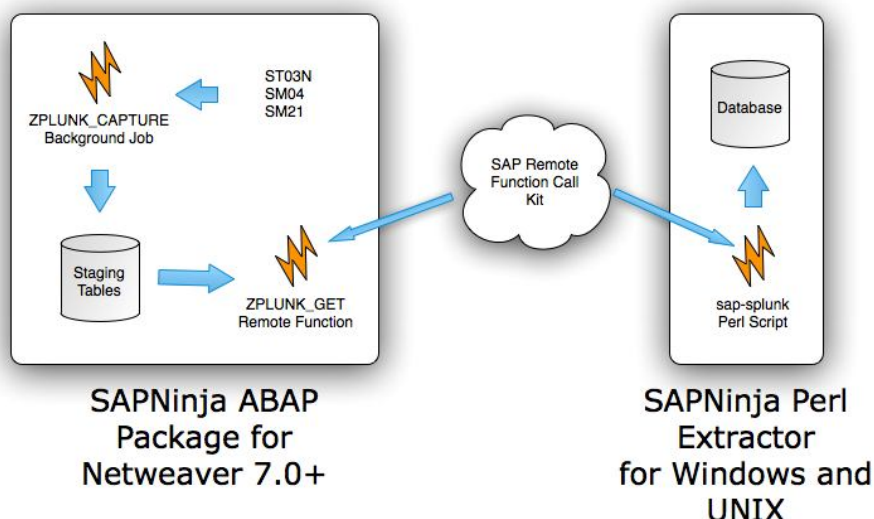 ZPLUNK_CAPTURE
Background Job
ST03N
SM04
SM21
Staging
Tables
ZPLUNK_GET
Remote Function
SAP Remote
Function Call
Kit
Database
sap-splunk
Perl Script
SAPNinja ABAP
Package for
Netweaver 7.0+
SAPNinja Perl
Extractor
for Windows and
UNIX